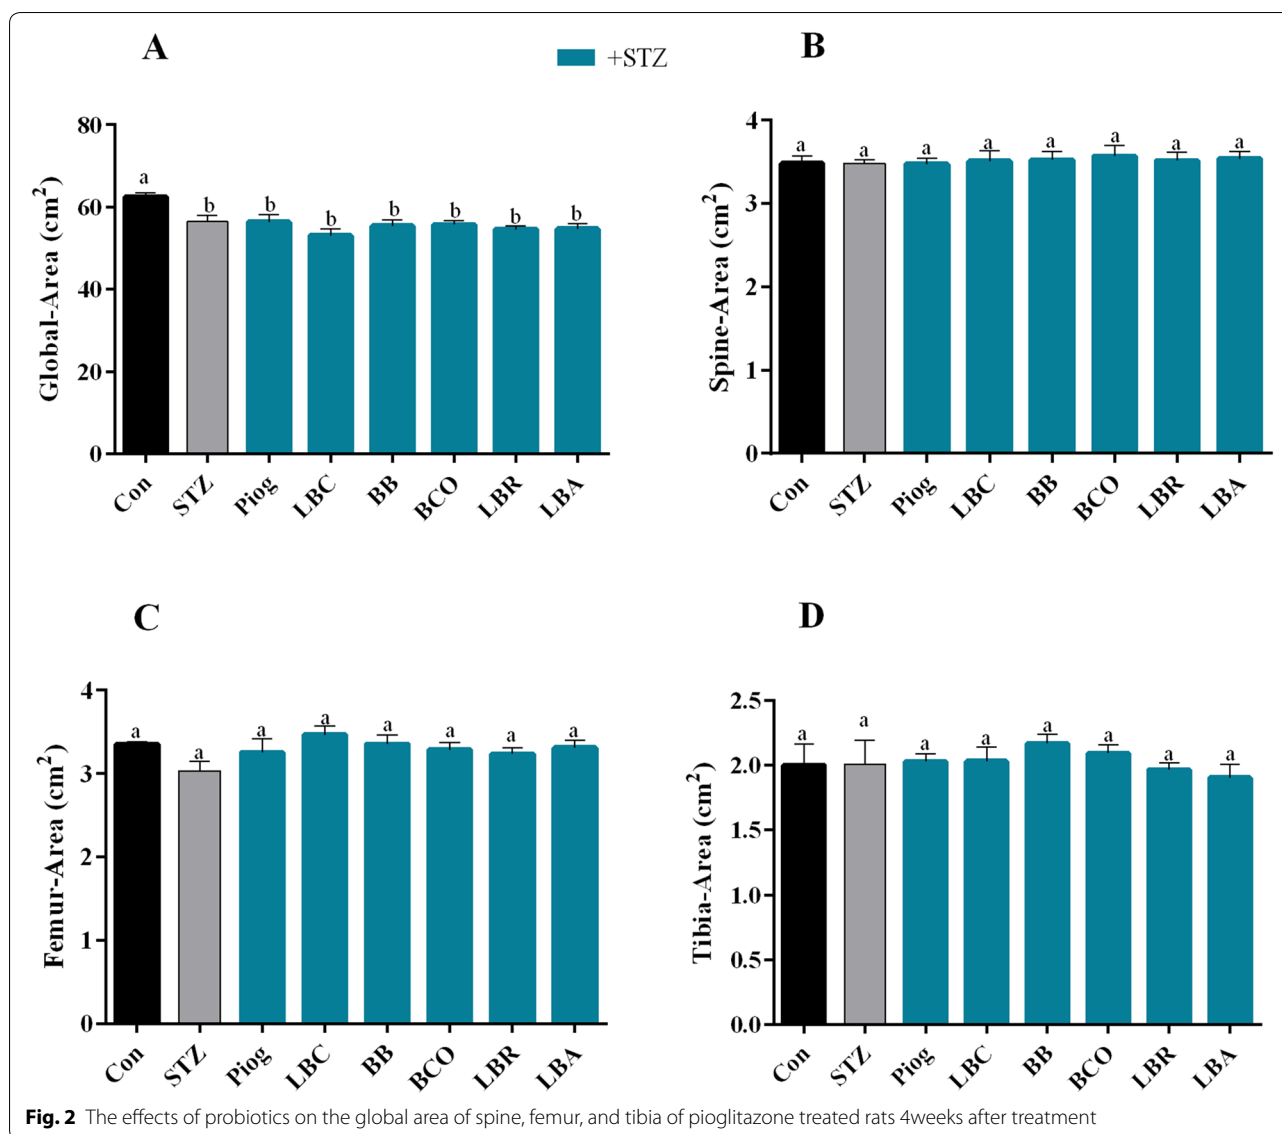 A
+STZ
B
Global-Area (cm²)
80
60
40
20
0
a
b
b
b
b
b
b
b
Con
STZ
Piog
LBC
BB
BCO
LBR
LBA
Spine-Area (cm²)
4
3
2
1
0
a
a
a
a
a
a
a
a
Con
STZ
Piog
LBC
BB
BCO
LBR
LBA
C
Femur-Area (cm²)
4
3
2
1
0
a
a
a
a
a
a
a
a
Con
STZ
Piog
LBC
BB
BCO
LBR
LBA
D
Tibia-Area (cm²)
2.5
2.0
1.5
1.0
0.5
0.0
a
a
a
a
a
a
a
a
Con
STZ
Piog
LBC
BB
BCO
LBR
LBA
Fig. 2 The effects of probiotics on the global area of spine, femur, and tibia of pioglitazone treated rats 4weeks after treatment